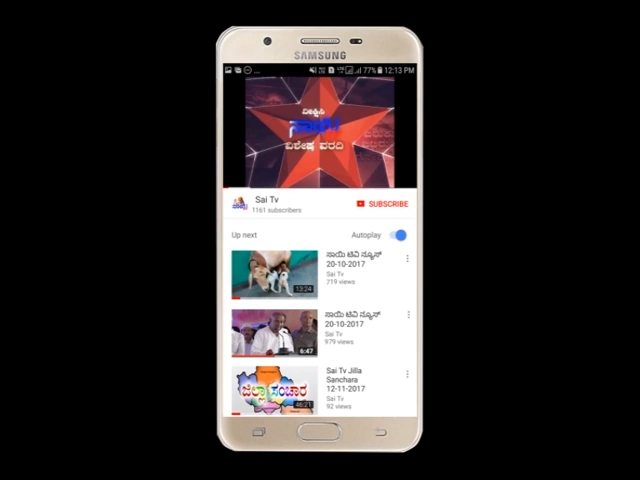 SAMSUNG
77% 12:13 PM
ವೀಕ್ಷಿಸಿ
ಸಾಯಿ
ವಿಶೇಷ ವರದಿ
Sai Tv
1161 subscribers
SUBSCRIBE
Up next
Autoplay
ಸಾಯಿ ಟಿವಿ ನ್ಯೂಸ್
20-10-2017
Sai Tv
719 views
13:24
ಸಾಯಿ ಟಿವಿ ನ್ಯೂಸ್
20-10-2017
Sai Tv
979 views
6:47
Sai Tv Jilla
Sanchara
12-11-2017
Sai Tv
92 views
ಜಿಲ್ಲಾ ಸಂಚಾರ
46:21